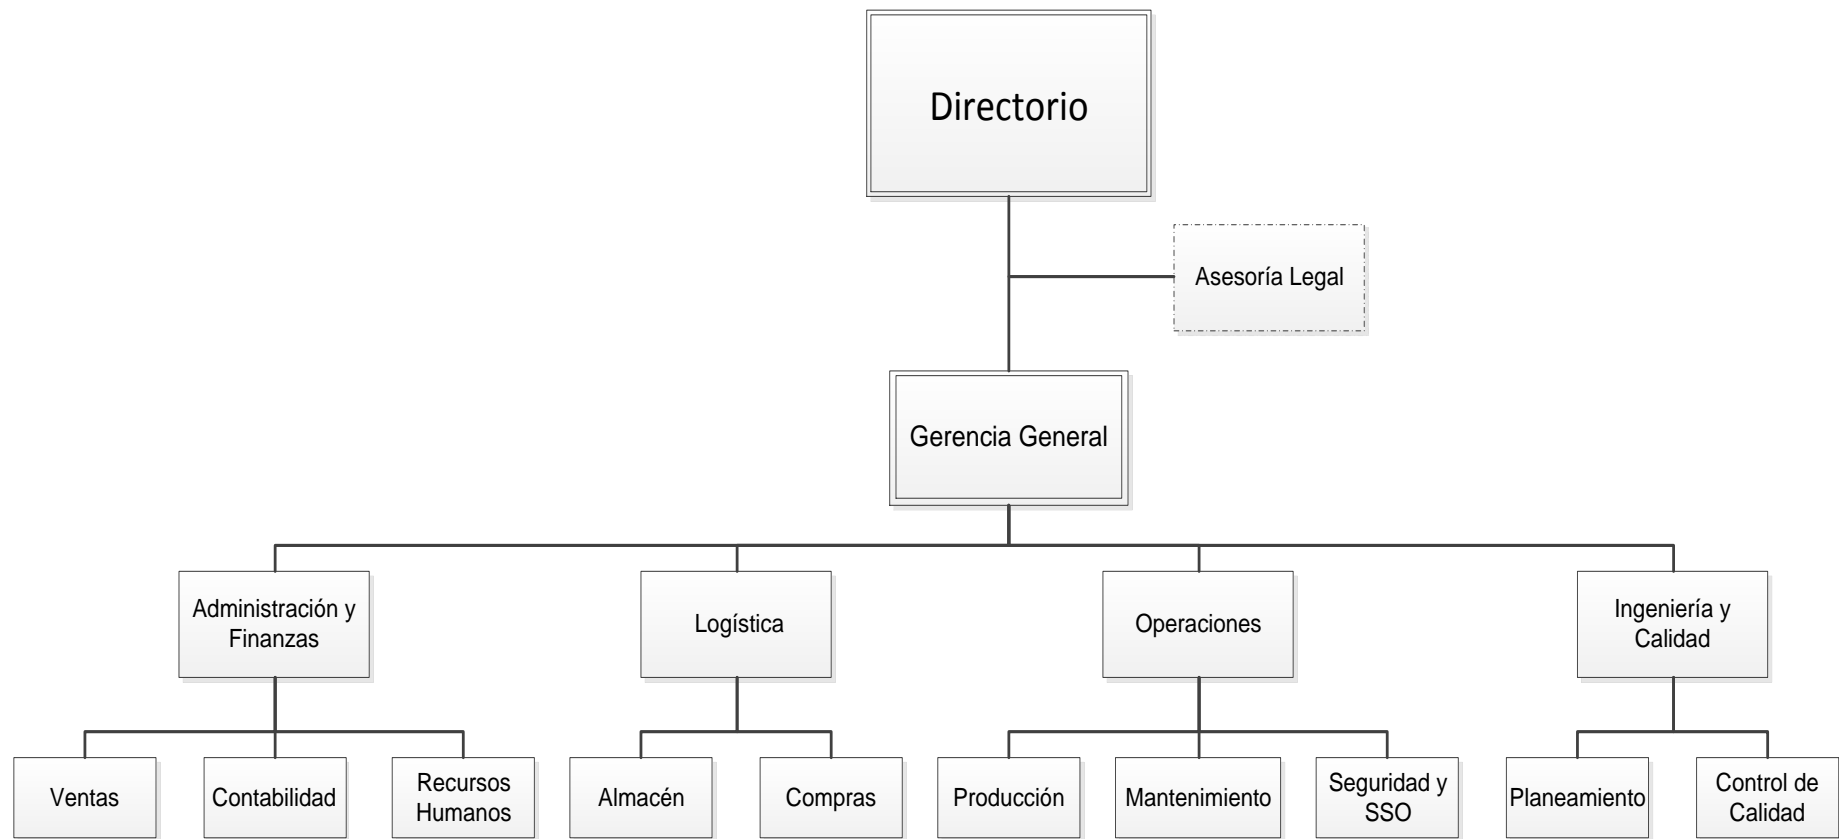 Directorio
Asesoría Legal
Gerencia General
Administración y
Finanzas
Logística
Operaciones
Ingeniería y
Calidad
Ventas
Contabilidad
Recursos
Humanos
Almacén
Compras
Producción
Mantenimiento
Seguridad y
SSO
Planeamiento
Control de
Calidad